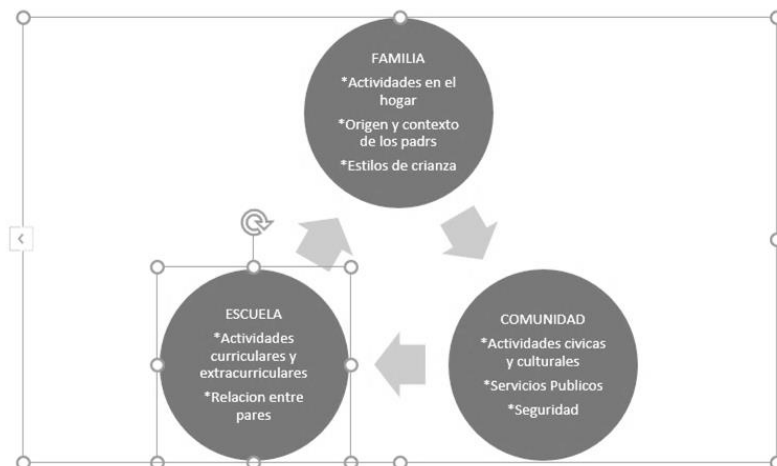 FAMILIA
*Actividades en el
hogar
*Origen y contexto
de los padrs
*Estilos de crianza
ESCUELA
*Actividades
curriculares y
extracurriculares
*Relacion entre
pares
COMUNIDAD
*Actividades civicas
y culturales
*Servicios Publicos
*Seguridad